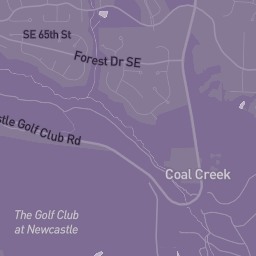 SE 65th St
Forest Dr SE
stle Golf Club Rd
Coal Creek
The Golf Club
at Newcastle